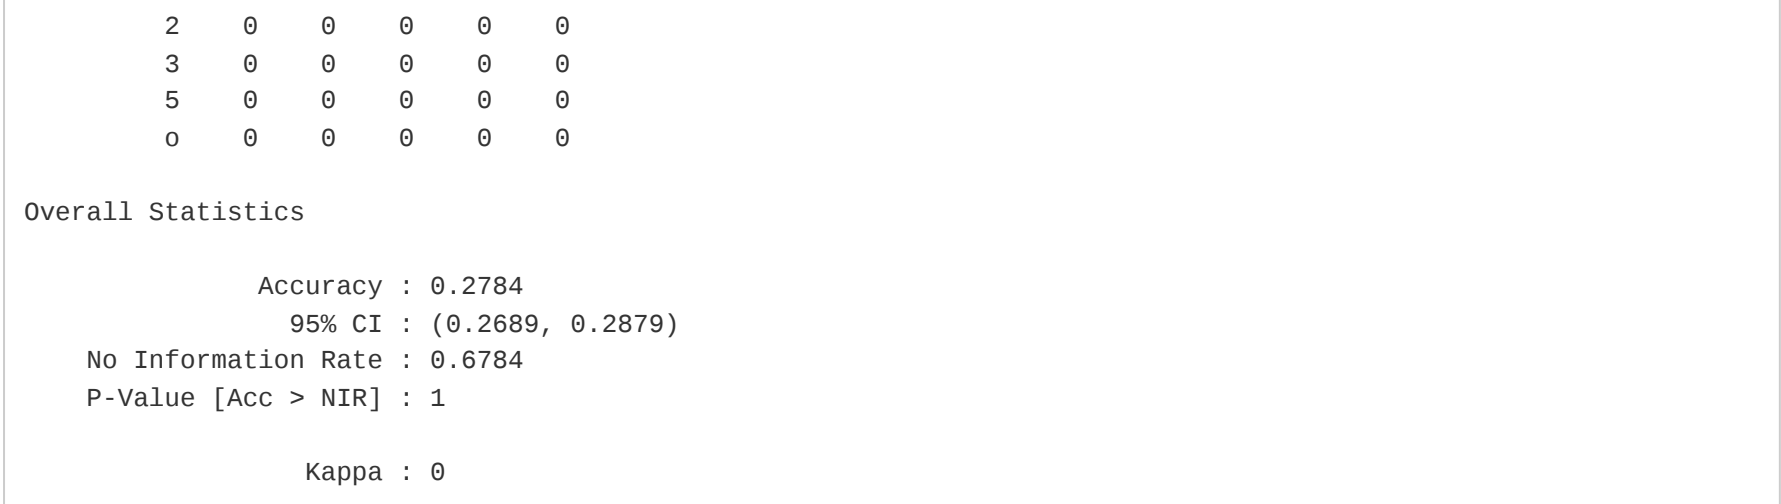 2 0 0 0 0 0
3 0 0 0 0 0
5 0 0 0 0 0
o 0 0 0 0 0
Overall Statistics
Accuracy : 0.2784
95% CI : (0.2689, 0.2879)
No Information Rate : 0.6784
P-Value [Acc > NIR] : 1
Kappa : 0